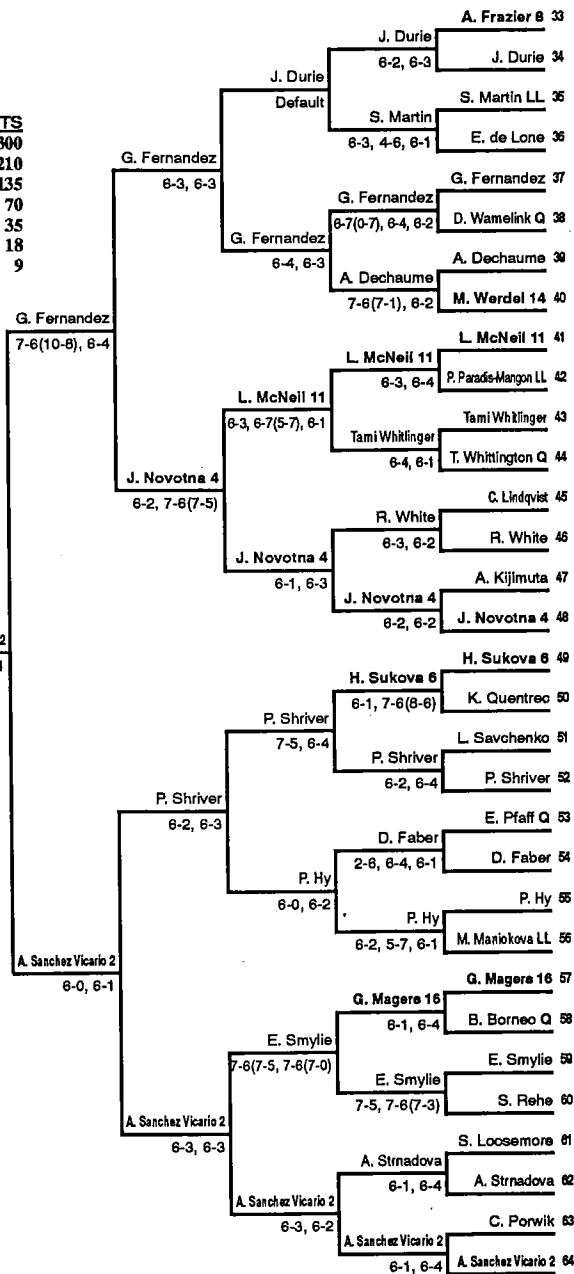 A. Frazier 8 33
J. Durie
6-2, 6-3
J. Durie 34
J. Durie
Default
S. Martin LL 35
S. Martin
6-3, 4-6, 6-1
E. de Lone 36
TS
300
210
135
70
35
18
9
G. Fernandez
6-3, 6-3
G. Fernandez 37
G. Fernandez
6-7(0-7), 6-4, 6-2
D. Wamelink Q 38
G. Fernandez
6-4, 6-3
A. Dechaume 39
A. Dechaume
7-6(7-1), 6-2
M. Werdel 14 40
G. Fernandez
7-6(10-8), 6-4
L. McNeil 11 41
L. McNeil 11
6-3, 6-4
P. Paradis-Mangon LL 42
L. McNeil 11
6-3, 6-7(5-7), 6-1
Tami Whitlinger 43
Tami Whitlinger
6-4, 6-1
T. Whittington Q 44
J. Novotna 4
6-2, 7-6(7-5)
C. Lindqvist 45
R. White
6-3, 6-2
R. White 46
J. Novotna 4
6-1, 6-3
A. Kijimuta 47
J. Novotna 4
6-2, 6-2
J. Novotna 4 48
2
4
H. Sukova 6 49
H. Sukova 6
6-1, 7-6(8-6)
K. Quentrec 50
P. Shriver
7-5, 6-4
L. Savchenko 51
P. Shriver
6-2, 6-4
P. Shriver 52
P. Shriver
6-2, 6-3
E. Pfaff Q 53
D. Faber
2-6, 6-4, 6-1
D. Faber 54
P. Hy
6-0, 6-2
P. Hy 55
P. Hy
6-2, 5-7, 6-1
M. Maniokova LL 56
A. Sanchez Vicario 2
6-0, 6-1
G. Magers 16 57
G. Magers 16
6-1, 6-4
B. Borneo Q 58
E. Smylie
7-6(7-5, 7-6(7-0)
E. Smylie 59
E. Smylie
7-5, 7-6(7-3)
S. Rehe 60
A. Sanchez Vicario 2
6-3, 6-3
S. Loosemore 61
A. Strnadova
6-1, 6-4
A. Strnadova 62
A. Sanchez Vicario 2
6-3, 6-2
C. Porwik 63
A. Sanchez Vicario 2
6-1, 6-4
A. Sanchez Vicario 2 64